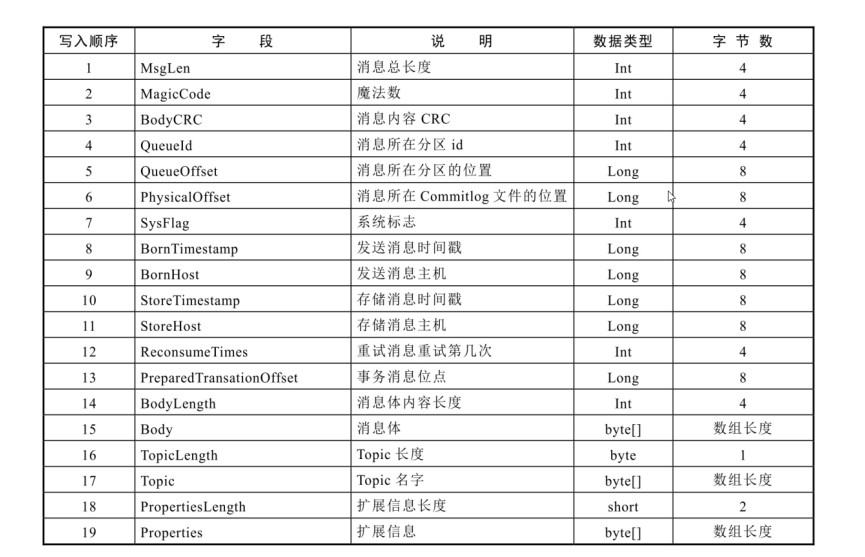 写入顺序 字 段 说 明 数据类型 字 节 数
1 MsgLen 消息总长度 Int 4
2 MagicCode 魔法数 Int 4
3 BodyCRC 消息内容 CRC Int 4
4 QueueId 消息所在分区 id Int 4
5 QueueOffset 消息所在分区的位置 Long 8
6 PhysicalOffset 消息所在 Commitlog 文件的位置 Long 8
7 SysFlag 系统标志 Int 4
8 BornTimestamp 发送消息时间戳 Long 8
9 BornHost 发送消息主机 Long 8
10 StoreTimestamp 存储消息时间戳 Long 8
11 StoreHost 存储消息主机 Long 8
12 ReconsumeTimes 重试消息重试第几次 Int 4
13 PreparedTransationOffset 事务消息位点 Long 8
14 BodyLength 消息体内容长度 Int 4
15 Body 消息体 byte[] 数组长度
16 TopicLength Topic 长度 byte 1
17 Topic Topic 名字 byte[] 数组长度
18 PropertiesLength 扩展信息长度 short 2
19 Properties 扩展信息 byte[] 数组长度